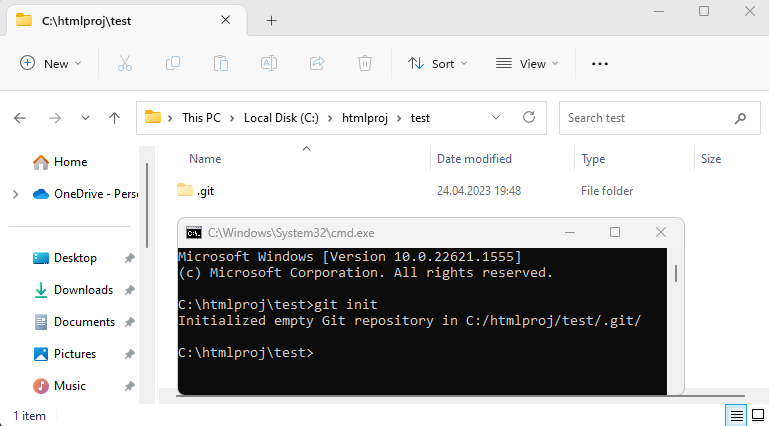 C:\htmlproj\test
New
Sort
View
This PC
Local Disk (C:)
htmlproj
test
Search test
Home
OneDrive - Perso
Desktop
Downloads
Documents
Pictures
Music
Name
Date modified
Type
Size
.git
24.04.2023 19:48
File folder
C:\Windows\System32\cmd.exe
Microsoft Windows [Version 10.0.22621.1555]
(c) Microsoft Corporation. All rights reserved.
C:\htmlproj\test>git init
Initialized empty Git repository in C:/htmlproj/test/.git/
C:\htmlproj\test>
1 item